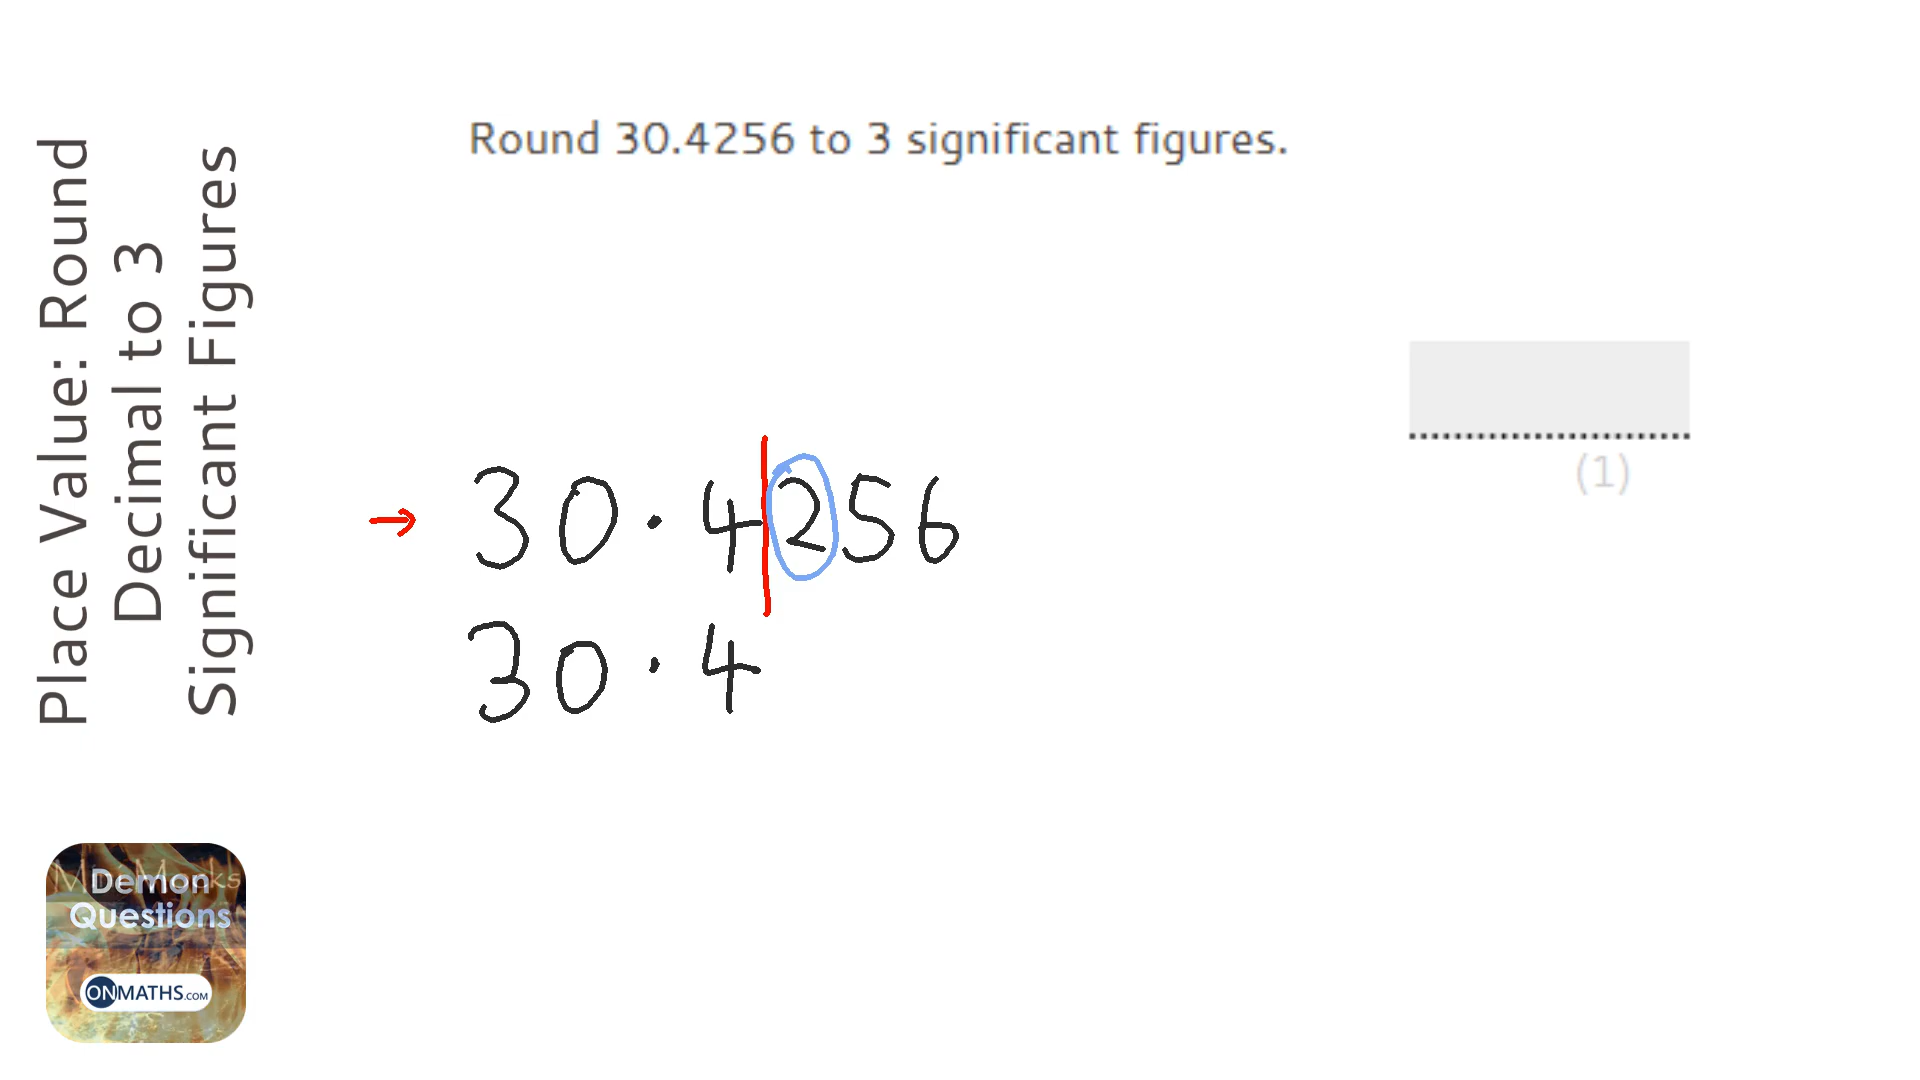 Place Value: Round
Decimal to 3
Significant Figures
Round 30.4256 to 3 significant figures.
(1)
30.4256
30.4
Demon
Questions
ONMATHS.COM